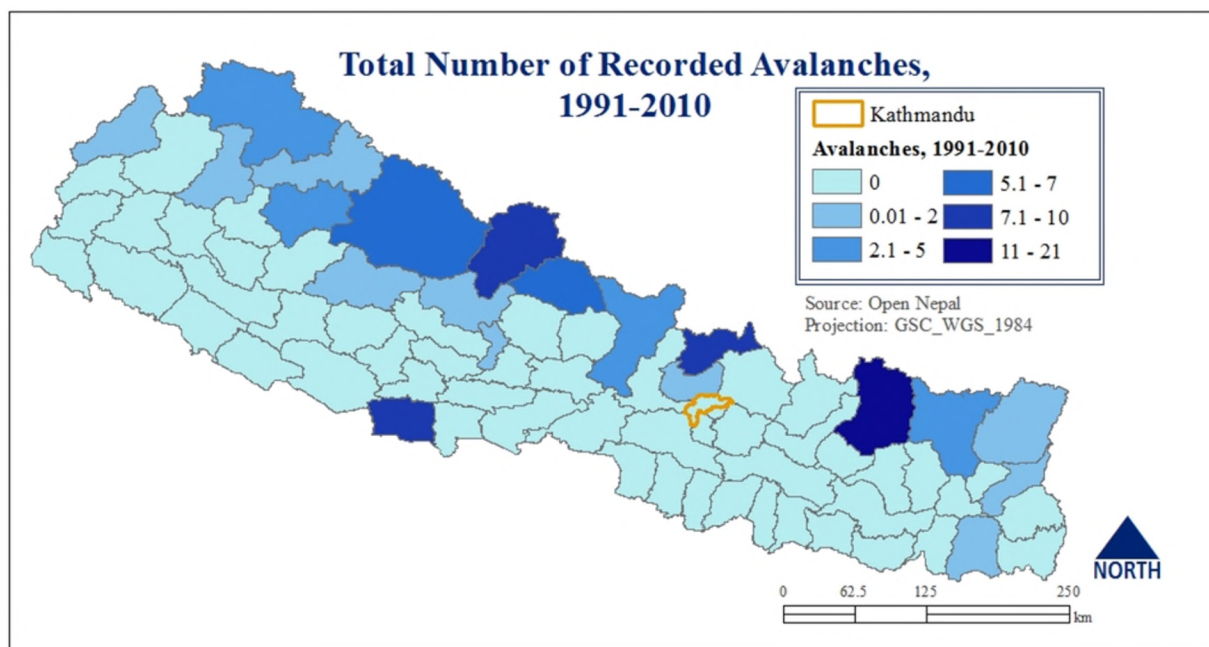 Total Number of Recorded Avalanches,
1991-2010
Kathmandu
Avalanches, 1991-2010
0
0.01 - 2
2.1 - 5
5.1 - 7
7.1 - 10
11 - 21
Source: Open Nepal
Projection: GSC_WGS_1984
NORTH
0 62.5 125 250
km